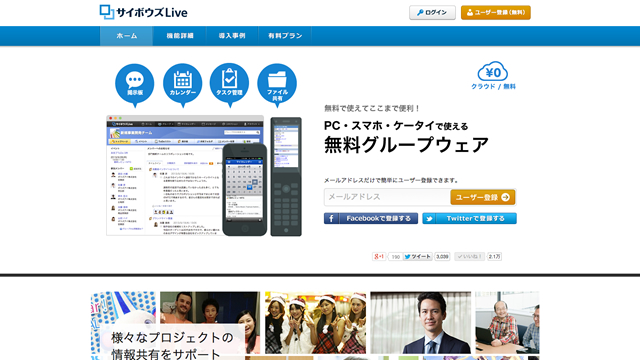 サイボウズLive
ログイン
ユーザー登録(無料)
ホーム
機能詳細
導入事例
有料プラン
掲示板
カレンダー
タスク管理
ファイル
共有
¥0
クラウド / 無料
無料で使えてここまで便利！
PC・スマホ・ケータイで使える
無料グループウェア
メールアドレスだけで簡単にユーザー登録できます。
メールアドレス
ユーザー登録
Facebookで登録する
Twitterで登録する
g+1
190
ツイート
3,039
いいね！
2.1万
様々なプロジェクトの
情報共有をサポート